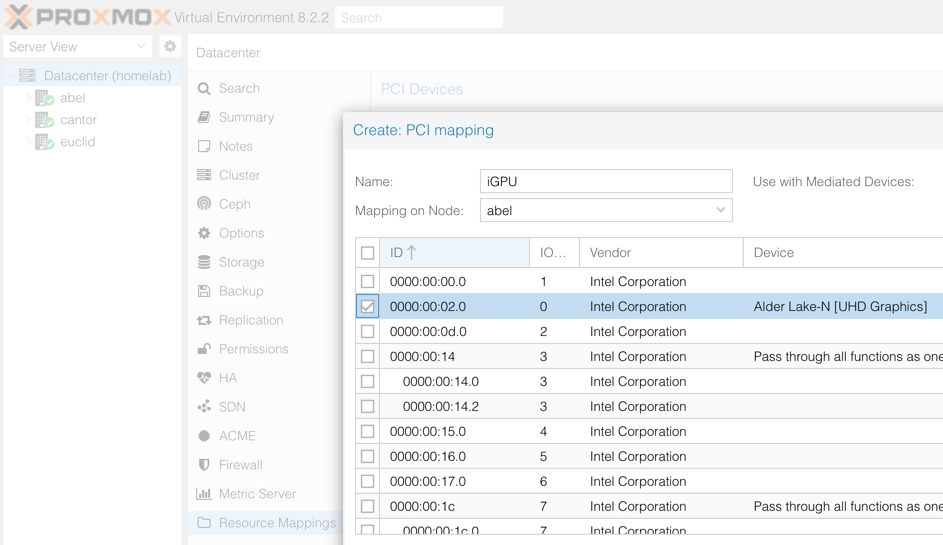 PROXMOX Virtual Environment 8.2.2 Search
Server View
Datacenter (homelab)
abel
cantor
euclid
Datacenter
Search
Summary
Notes
Cluster
Ceph
Options
Storage
Backup
Replication
Permissions
HA
SDN
ACME
Firewall
Metric Server
Resource Mappings
PCI Devices
Create: PCI mapping
Name: iGPU Use with Mediated Devices:
Mapping on Node: abel
ID IO... Vendor Device
0000:00:00.0 1 Intel Corporation
0000:00:02.0 0 Intel Corporation Alder Lake-N [UHD Graphics]
0000:00:0d.0 2 Intel Corporation
0000:00:14 3 Intel Corporation Pass through all functions as one
0000:00:14.0 3 Intel Corporation
0000:00:14.2 3 Intel Corporation
0000:00:15.0 4 Intel Corporation
0000:00:16.0 5 Intel Corporation
0000:00:17.0 6 Intel Corporation
0000:00:1c 7 Intel Corporation Pass through all functions as one
0000:00:1c.0 7 Intel Corporation